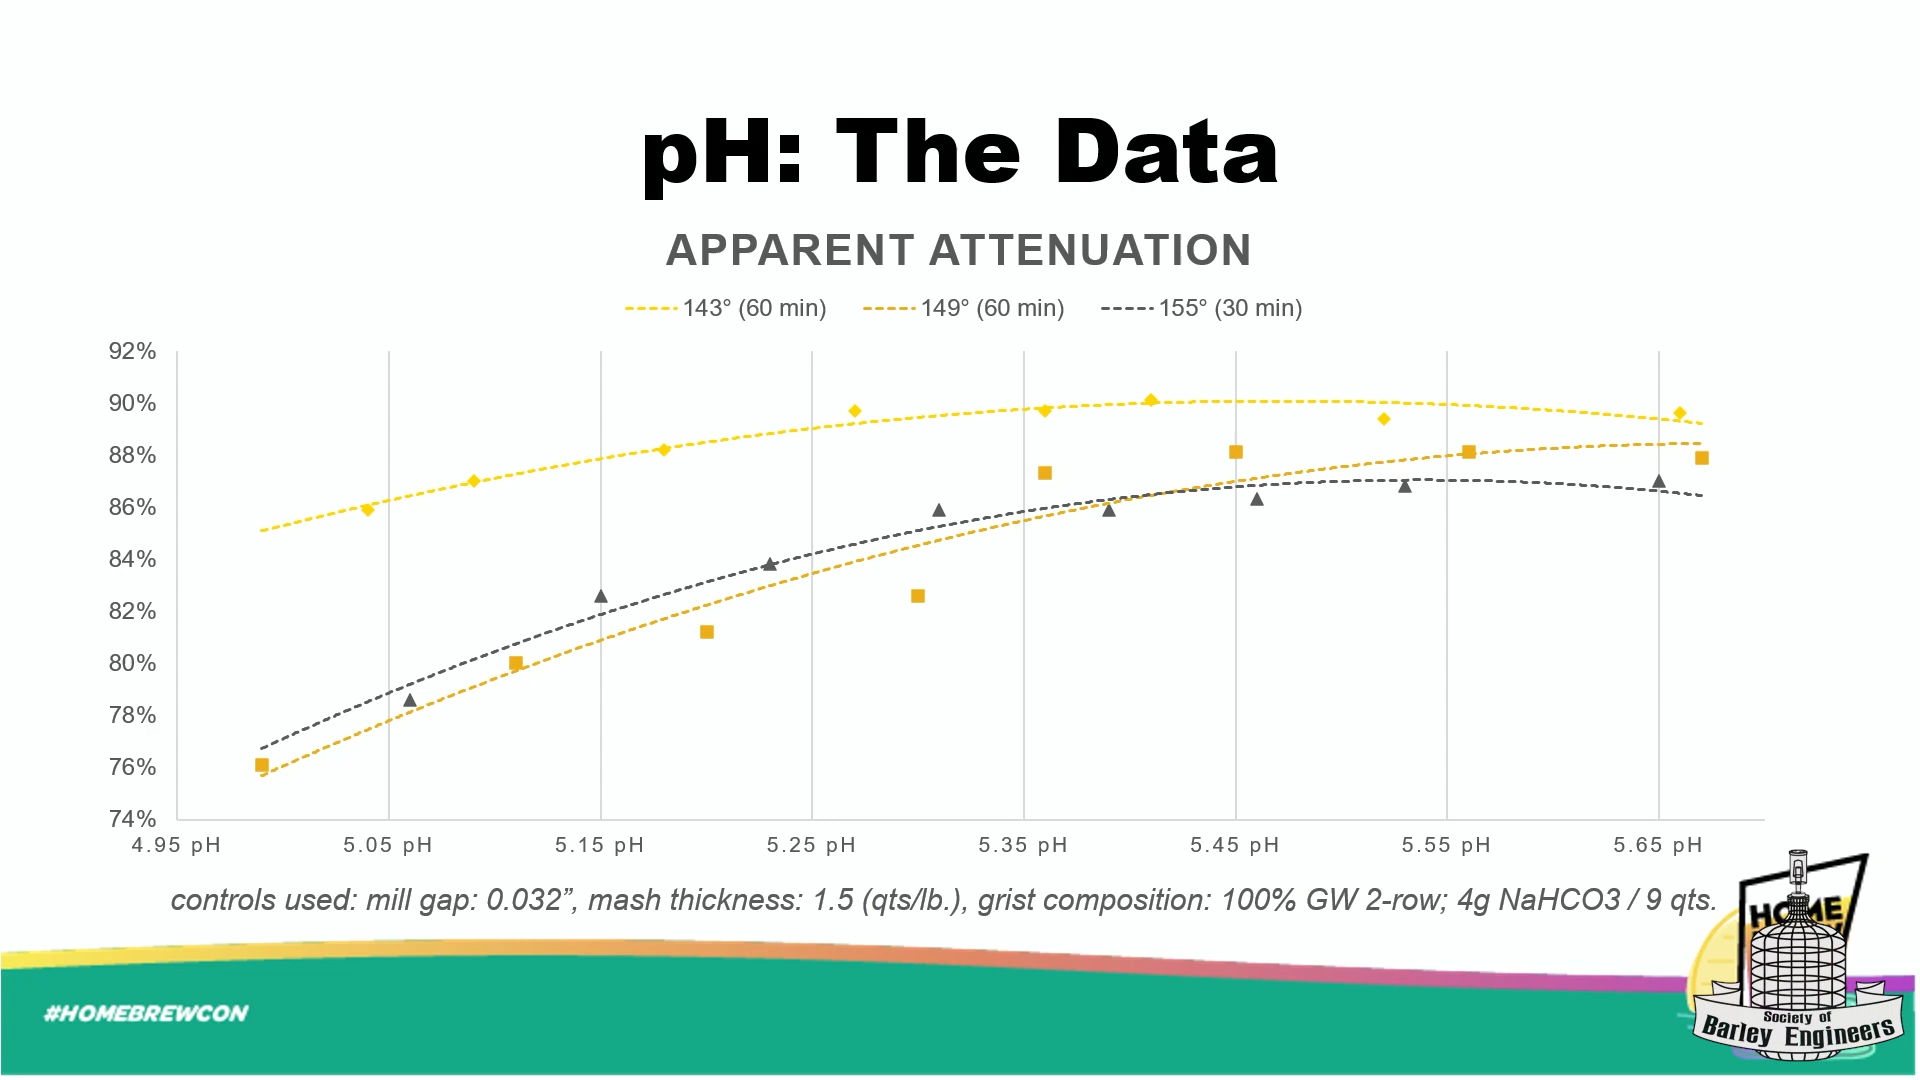 pH: The Data
APPARENT ATTENUATION
143° (60 min) 149° (60 min) 155° (30 min)
92%
90%
88%
86%
84%
82%
80%
78%
76%
74%
4.95 pH 5.05 pH 5.15 pH 5.25 pH 5.35 pH 5.45 pH 5.55 pH 5.65 pH
controls used: mill gap: 0.032”, mash thickness: 1.5 (qts/lb.), grist composition: 100% GW 2-row; 4g NaHCO3 / 9 qts.
HOME
#HOMEBREWCON
Society of
Barley Engineers